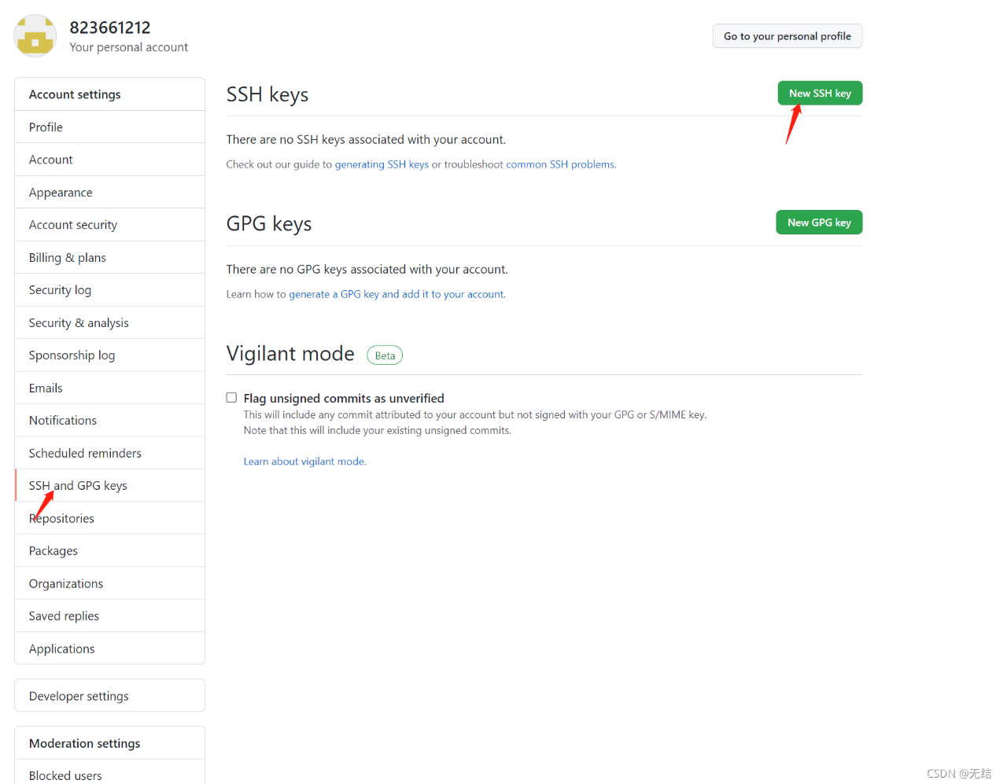 823661212
Your personal account
Go to your personal profile
Account settings
Profile
Account
Appearance
Account security
Billing & plans
Security log
Security & analysis
Sponsorship log
Emails
Notifications
Scheduled reminders
SSH and GPG keys
Repositories
Packages
Organizations
Saved replies
Applications
Developer settings
Moderation settings
Blocked users
SSH keys
New SSH key
There are no SSH keys associated with your account.
Check out our guide to generating SSH keys or troubleshoot common SSH problems.
GPG keys
New GPG key
There are no GPG keys associated with your account.
Learn how to generate a GPG key and add it to your account.
Vigilant mode Beta
Flag unsigned commits as unverified
This will include any commit attributed to your account but not signed with your GPG or S/MIME key.
Note that this will include your existing unsigned commits.
Learn about vigilant mode.
CSDN @无结